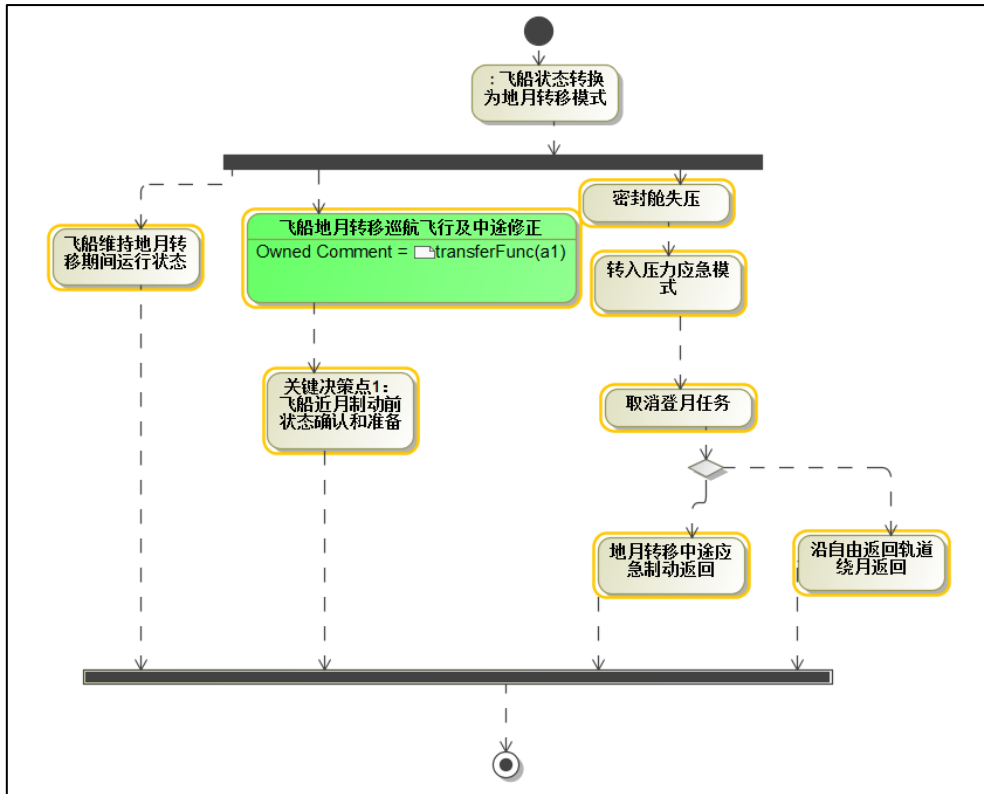 ：飞船状态转换
为地月转移模式
密封舱失压
飞船地月转移巡航飞行及中途修正
Owned Comment = transferFunc(a1)
飞船维持地月转
移期间运行状态
转入压力应急模
式
关键决策点1：
飞船近月制动前
状态确认和准备
取消登月任务
地月转移中途应
急制动返回
沿自由返回轨道
绕月返回